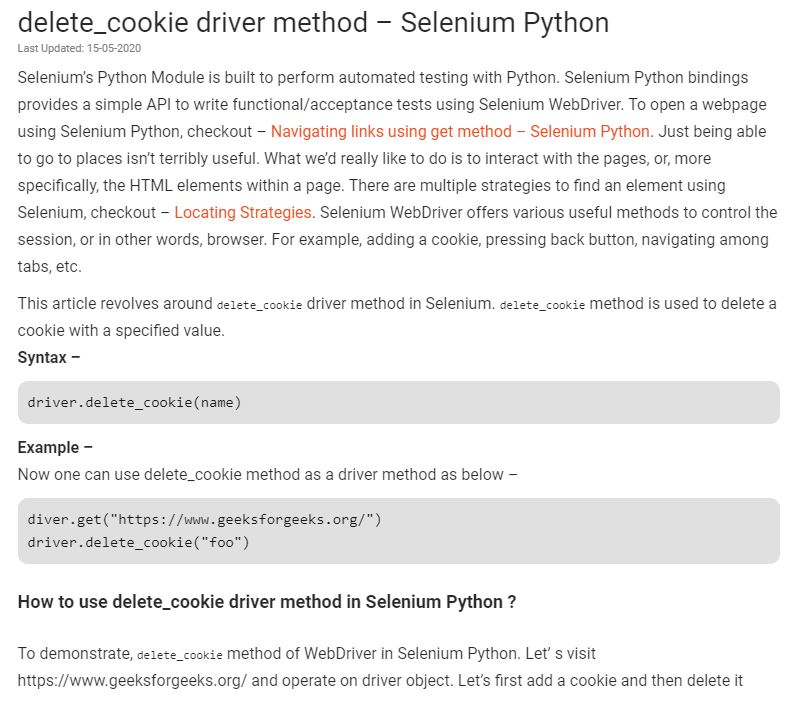 delete_cookie driver method – Selenium Python
Last Updated: 15-05-2020
Selenium's Python Module is built to perform automated testing with Python. Selenium Python bindings
provides a simple API to write functional/acceptance tests using Selenium WebDriver. To open a webpage
using Selenium Python, checkout – Navigating links using get method – Selenium Python. Just being able
to go to places isn't terribly useful. What we'd really like to do is to interact with the pages, or, more
specifically, the HTML elements within a page. There are multiple strategies to find an element using
Selenium, checkout – Locating Strategies. Selenium WebDriver offers various useful methods to control the
session, or in other words, browser. For example, adding a cookie, pressing back button, navigating among
tabs, etc.
This article revolves around delete_cookie driver method in Selenium. delete_cookie method is used to delete a
cookie with a specified value.
Syntax –
driver.delete_cookie(name)
Example –
Now one can use delete_cookie method as a driver method as below –
diver.get("https://www.geeksforgeeks.org/")
driver.delete_cookie("foo")
How to use delete_cookie driver method in Selenium Python ?
To demonstrate, delete_cookie method of WebDriver in Selenium Python. Let' s visit
https://www.geeksforgeeks.org/ and operate on driver object. Let's first add a cookie and then delete it